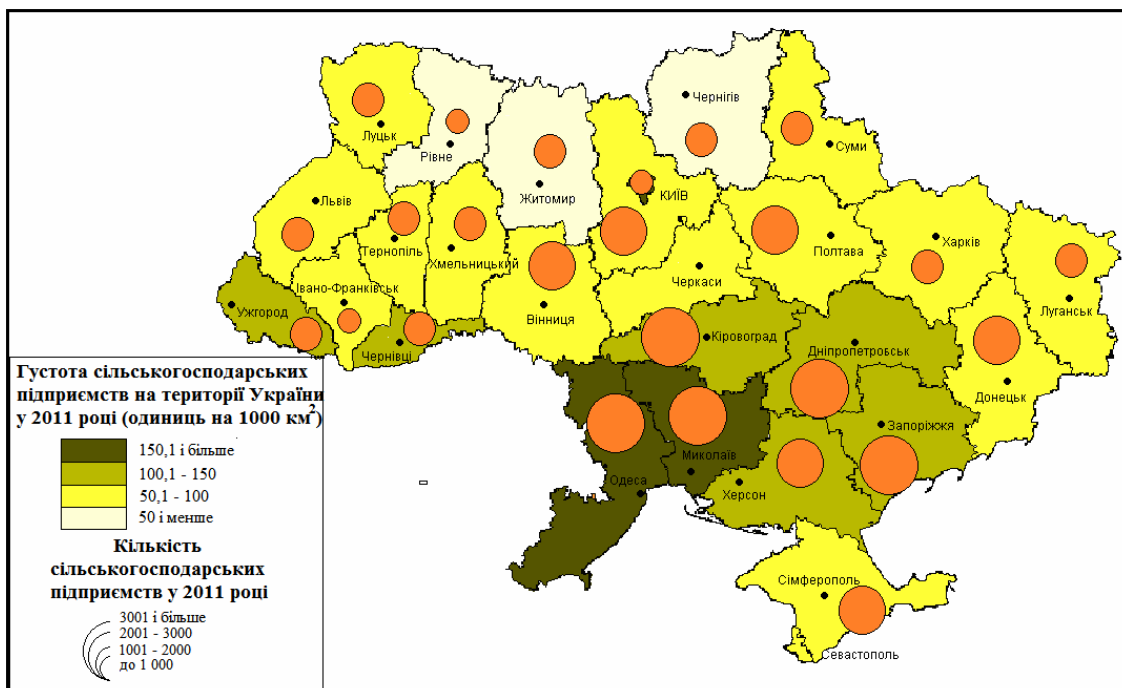 Чернігів
Луцьк
Рівне
Суми
Житомир
КИЇВ
Львів
Тернопіль
Хмельницький
Полтава
Харків
Черкаси
Івано-Франківськ
Ужгород
Вінниця
Луганськ
Чернівці
Кіровоград
Дніпропетровськ
Донецьк
Запоріжжя
Миколаїв
Одеса
Херсон
Сімферополь
Севастополь
Густота сільськогосподарських
підприємств на території України
у 2011 році (одиниць на 1000 км²)
150,1 і більше
100,1 - 150
50,1 - 100
50 і менше
Кількість
сільськогосподарських
підприємств у 2011 році
3001 і більше
2001 - 3000
1001 - 2000
до 1 000